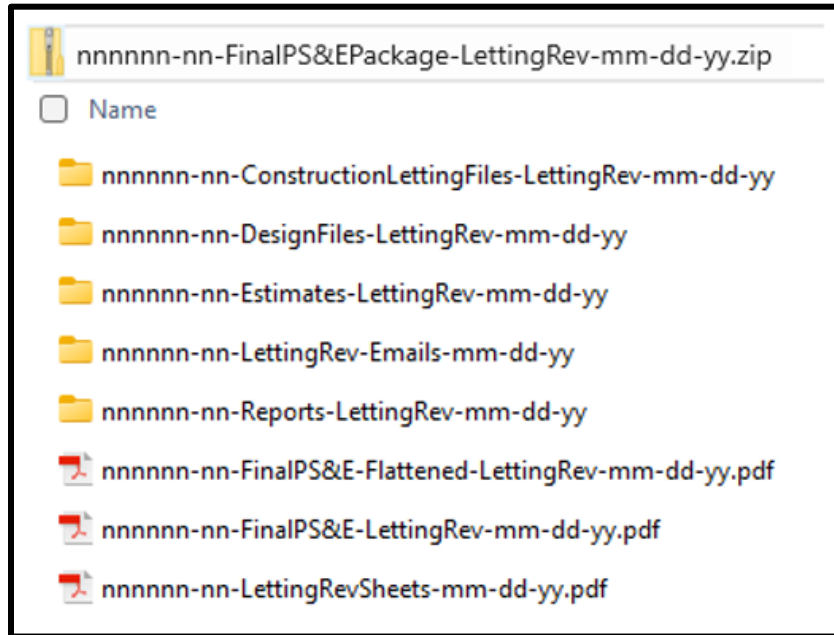 nnnnnn-nn-FinalPS&EPackage-LettingRev-mm-dd-yy.zip
Name
nnnnnn-nn-ConstructionLettingFiles-LettingRev-mm-dd-yy
nnnnnn-nn-DesignFiles-LettingRev-mm-dd-yy
nnnnnn-nn-Estimates-LettingRev-mm-dd-yy
nnnnnn-nn-LettingRev-Emails-mm-dd-yy
nnnnnn-nn-Reports-LettingRev-mm-dd-yy
nnnnnn-nn-FinalPS&E-Flattened-LettingRev-mm-dd-yy.pdf
nnnnnn-nn-FinalPS&E-LettingRev-mm-dd-yy.pdf
nnnnnn-nn-LettingRevSheets-mm-dd-yy.pdf